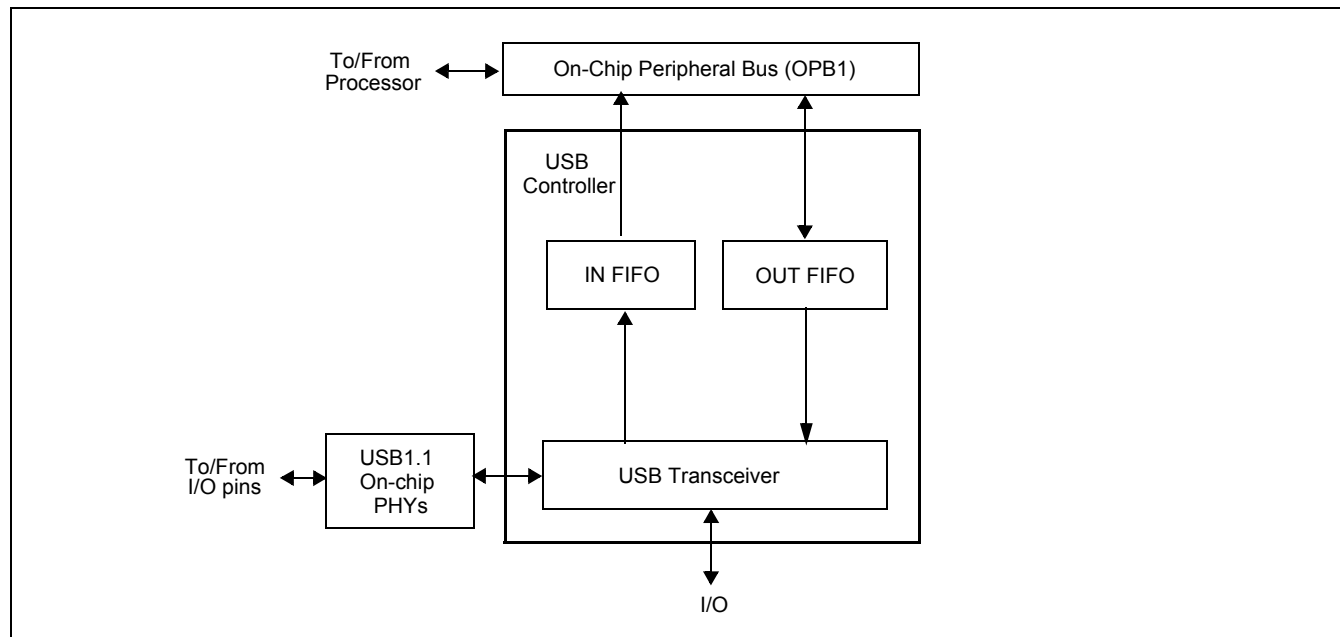 To/From
Processor
On-Chip Peripheral Bus (OPB1)
USB
Controller
IN FIFO
OUT FIFO
To/From
I/O pins
USB1.1
On-chip
PHYs
USB Transceiver
I/O